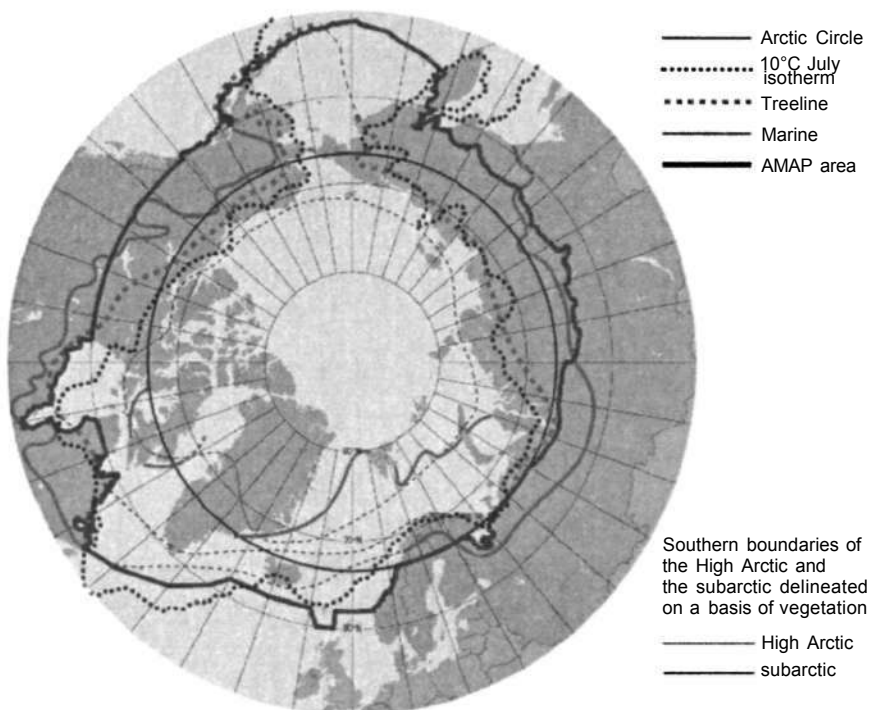 Arctic Circle
10°C July
isotherm
Treeline
Marine
AMAP area
Southern boundaries of
the High Arctic and
the subarctic delineated
on a basis of vegetation
High Arctic
subarctic